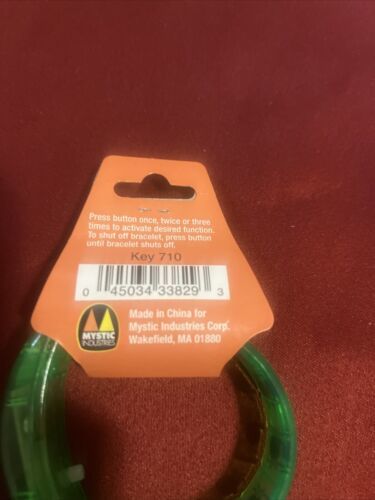 Press button once, twice or three
times to activate desired function.
To shut off bracelet, press button
until bracelet shuts off.
Key 710
0 45034 33829 3
MYSTIC
INDUSTRIES
Made in China for
Mystic Industries Corp.
Wakefield, MA 01880